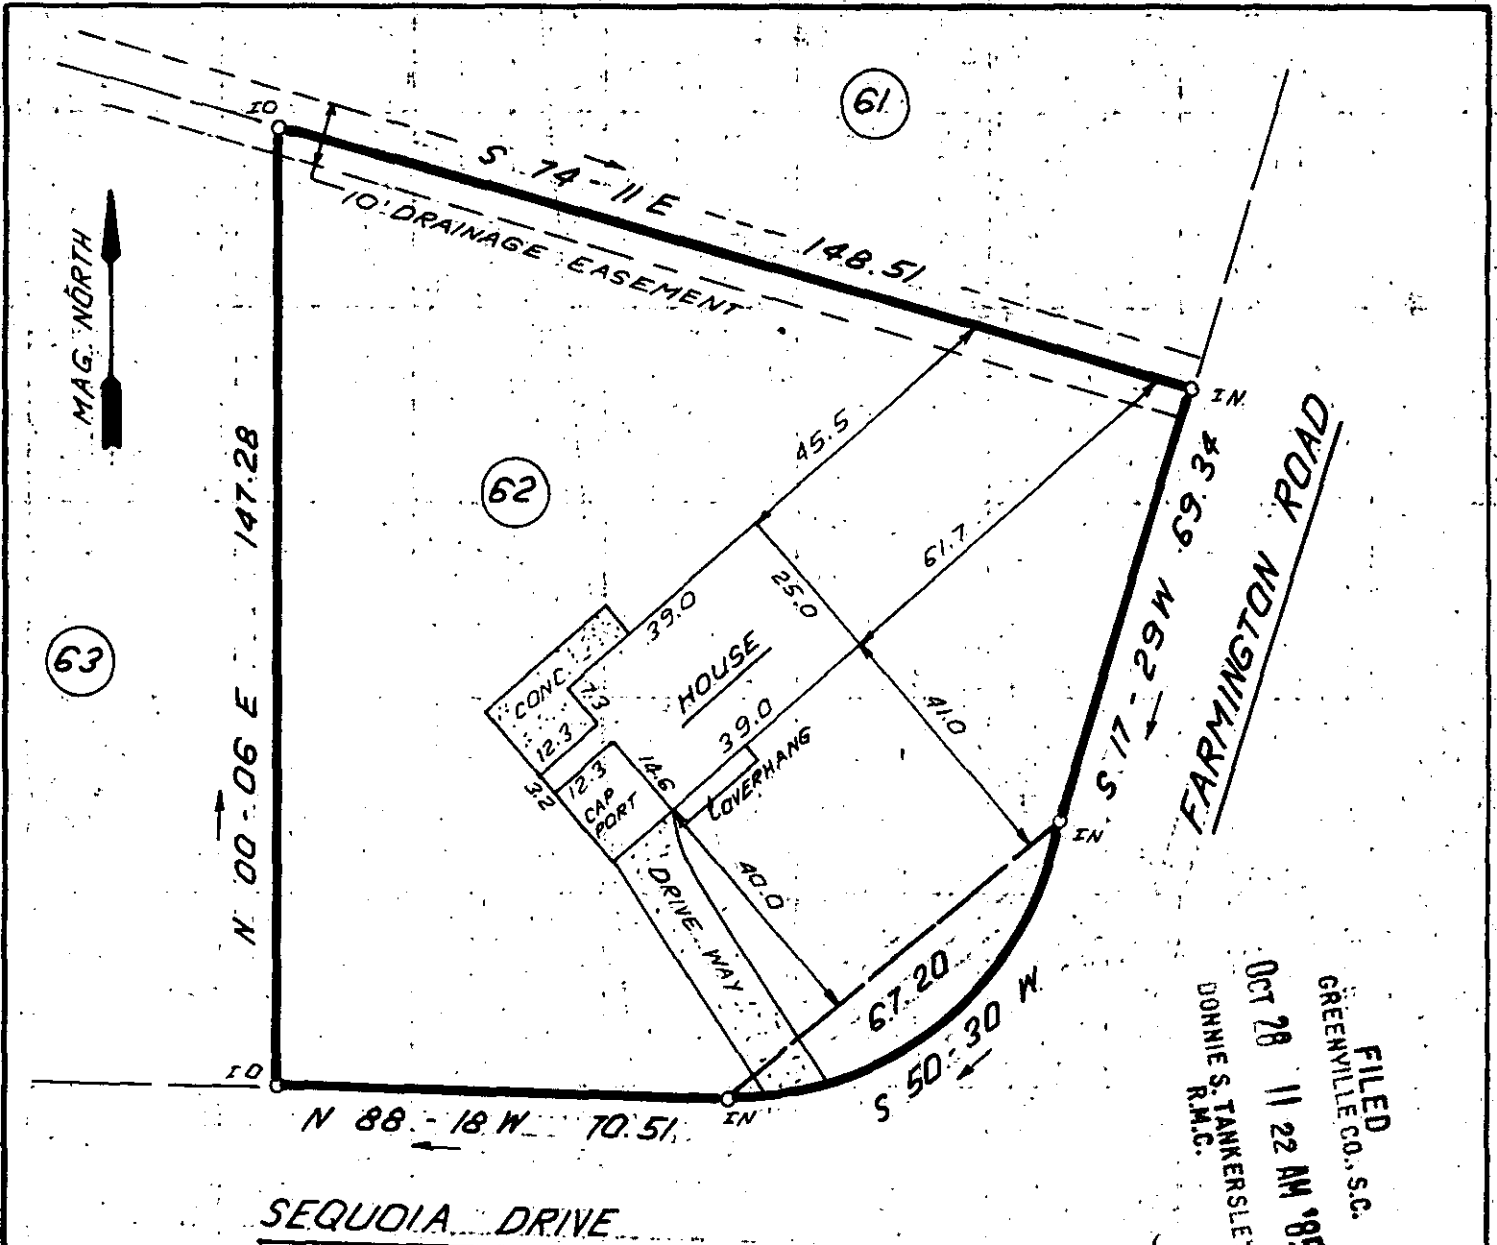 61
IO
S 74-11 E 148.51
10' DRAINAGE EASEMENT
MAG. NORTH
IN
45.5
62
61.7
S 17-29 W 69.34
FARMINGTON ROAD
N 00-06 E 147.28
63
25.0
39.0
HOUSE
CONC.
7.3
12.3
39.0
41.0
3.2
12.3
14.6
CAP
PORT
OVERHANG
IN
40.0
DRIVE-WAY
67.20
S 50-30 W
IO
N 88-18 W 70.51
IN
SEQUOIA DRIVE
FILED
GREENVILLE CO., S.C.
OCT 28 11 22 AM
DONNIE S. TANKERSLEY
R.M.C.